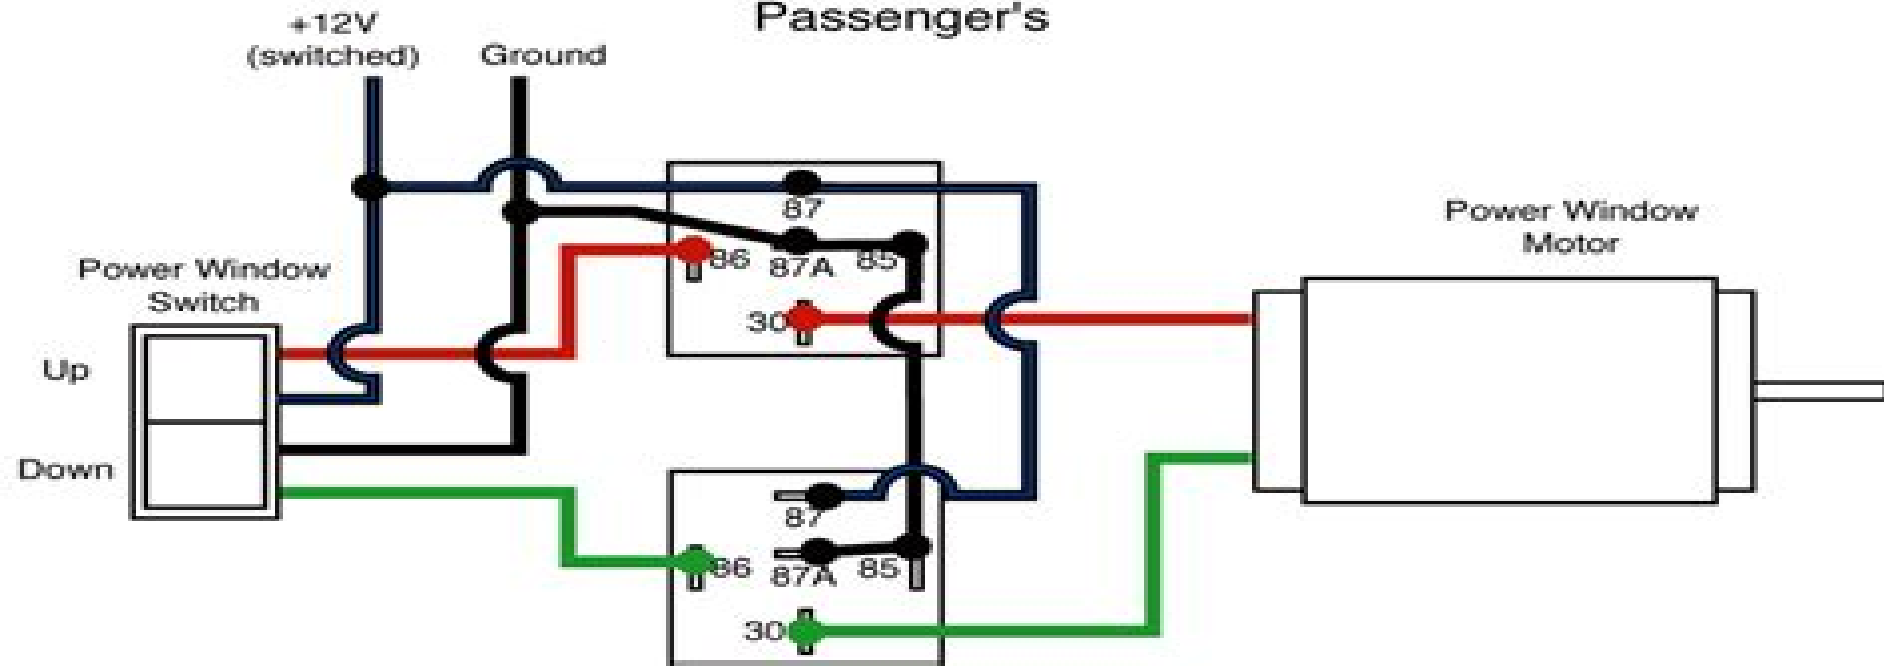 Passenger's
+12V
(switched)
Ground
Power Window
Switch
Up
Down
87
86
87A
85
30
87
86
87A
85
30
Power Window
Motor